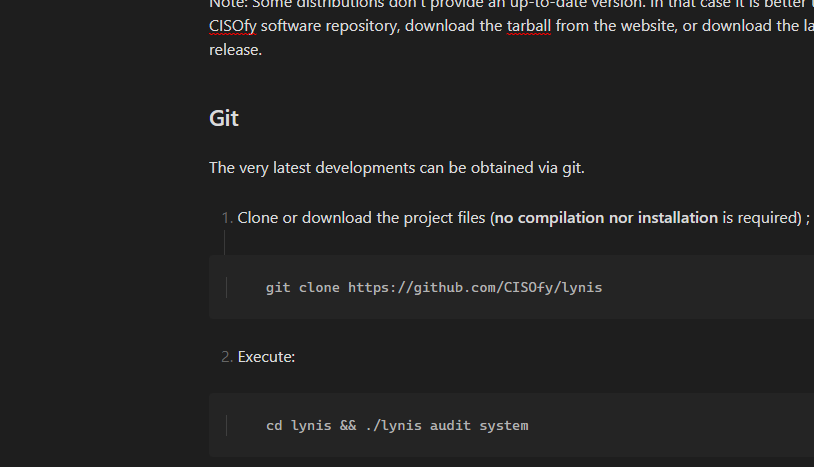 Note: Some distributions don't provide an up-to-date version. In that case it is better
CISOfy software repository, download the tarball from the website, or download the
release.
Git
The very latest developments can be obtained via git.
1. Clone or download the project files (no compilation nor installation is required) ;
git clone https://github.com/CISOfy/lynis
2. Execute:
cd lynis && ./lynis audit system